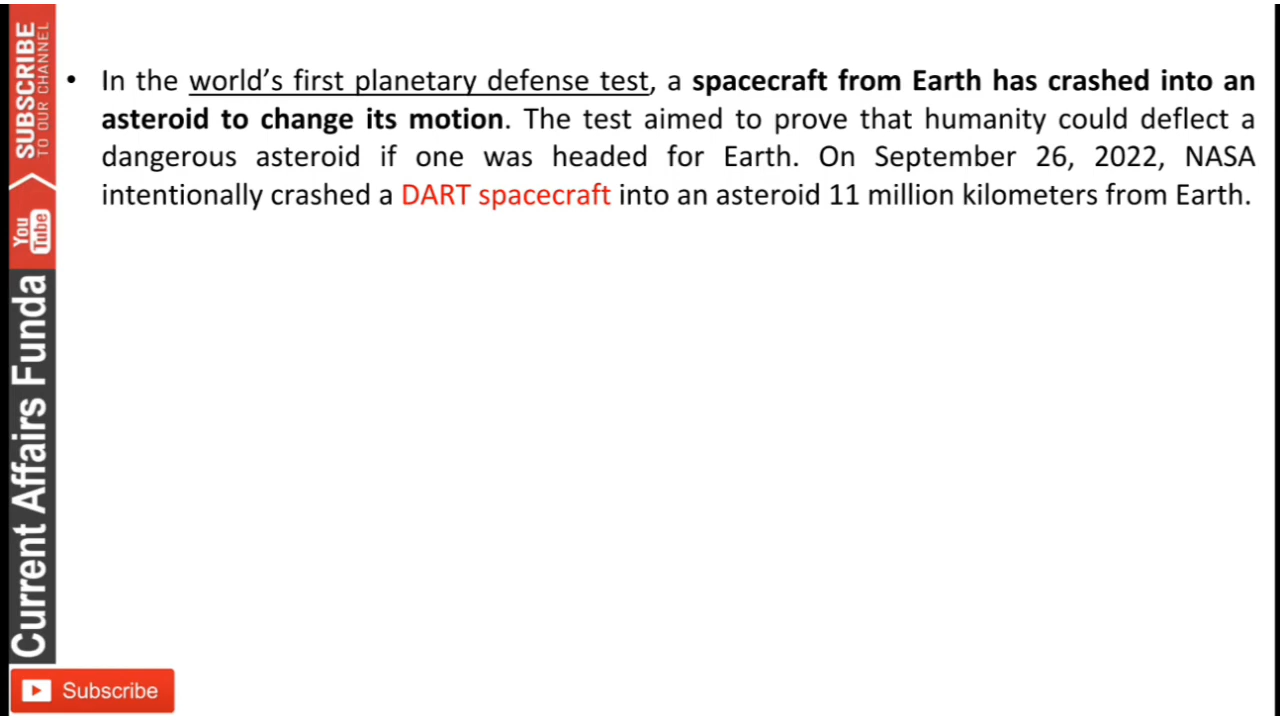 • In the world's first planetary defense test, a spacecraft from Earth has crashed into an
asteroid to change its motion. The test aimed to prove that humanity could deflect a
dangerous asteroid if one was headed for Earth. On September 26, 2022, NASA
intentionally crashed a DART spacecraft into an asteroid 11 million kilometers from Earth.
SUBSCRIBE
TO OUR CHANNEL
You
Tube
Current Affairs Funda
Subscribe